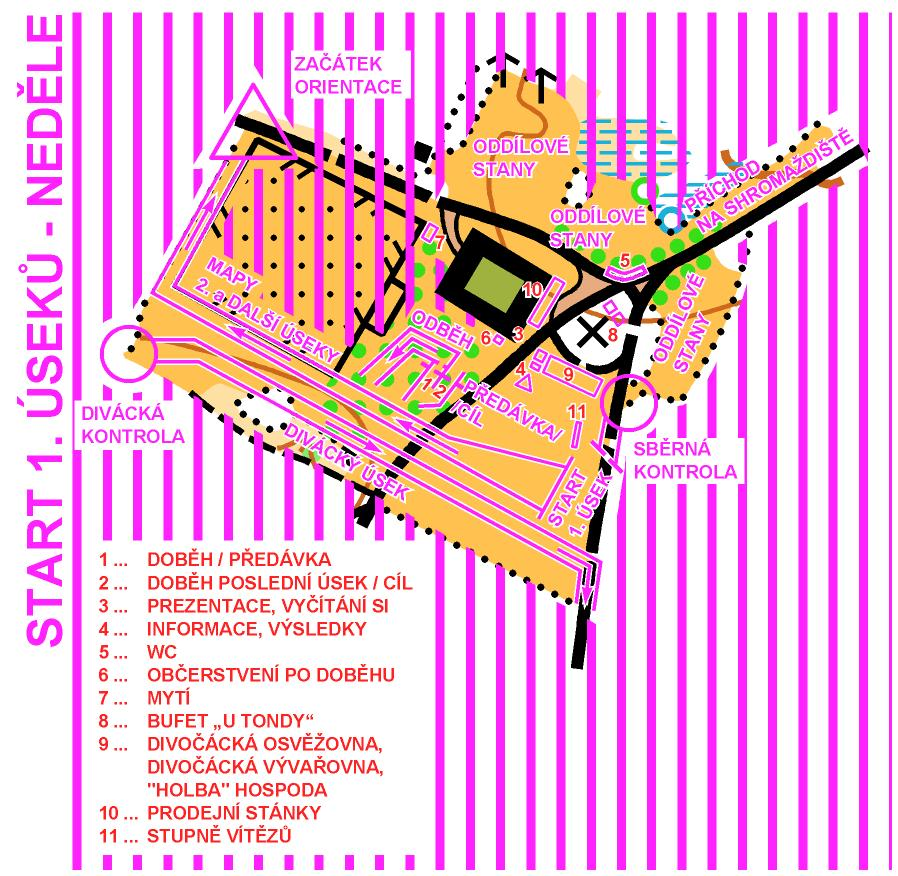 START 1. ÚSEKŮ - NEDĚLE
ZAČÁTEK
ORIENTACE
ODDÍLOVÉ
STANY
PŘÍCHOD
NA SHROMAŽDIŠTĚ
ODDÍLOVÉ
STANY
5
7
10
MAPY
2. a DALŠÍ ÚSEKY
ODBĚH
6
3
8
ODDÍLOVÉ
STANY
4
9
1
2
PŘEDÁVKA/
/CÍL
11
DIVÁCKÁ
KONTROLA
DIVÁCKÝ ÚSEK
START
1. ÚSEK
SBĚRNÁ
KONTROLA
1 ... DOBĚH / PŘEDÁVKA
2 ... DOBĚH POSLEDNÍ ÚSEK / CÍL
3 ... PREZENTACE, VYČÍTÁNÍ SI
4 ... INFORMACE, VÝSLEDKY
5 ... WC
6 ... OBČERSTVENÍ PO DOBĚHU
7 ... MYTÍ
8 ... BUFET „U TONDY“
9 ... DIVOČÁCKÁ OSVĚŽOVNA,
DIVOČÁCKÁ VÝVAŘOVNA,
"HOLBA" HOSPODA
10 ... PRODEJNÍ STÁNKY
11 ... STUPNĚ VÍTĚZŮ